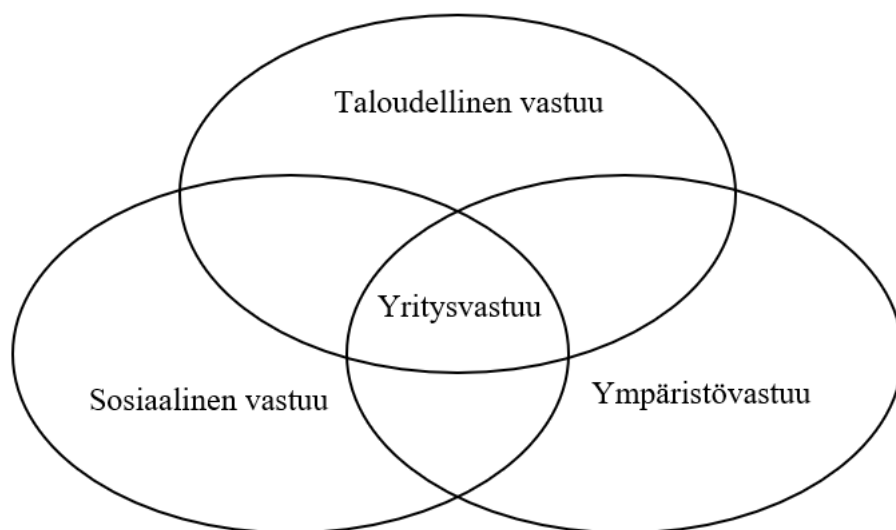 Taloudellinen vastuu
Yritysvastuu
Sosiaalinen vastuu
Ympäristövastuu